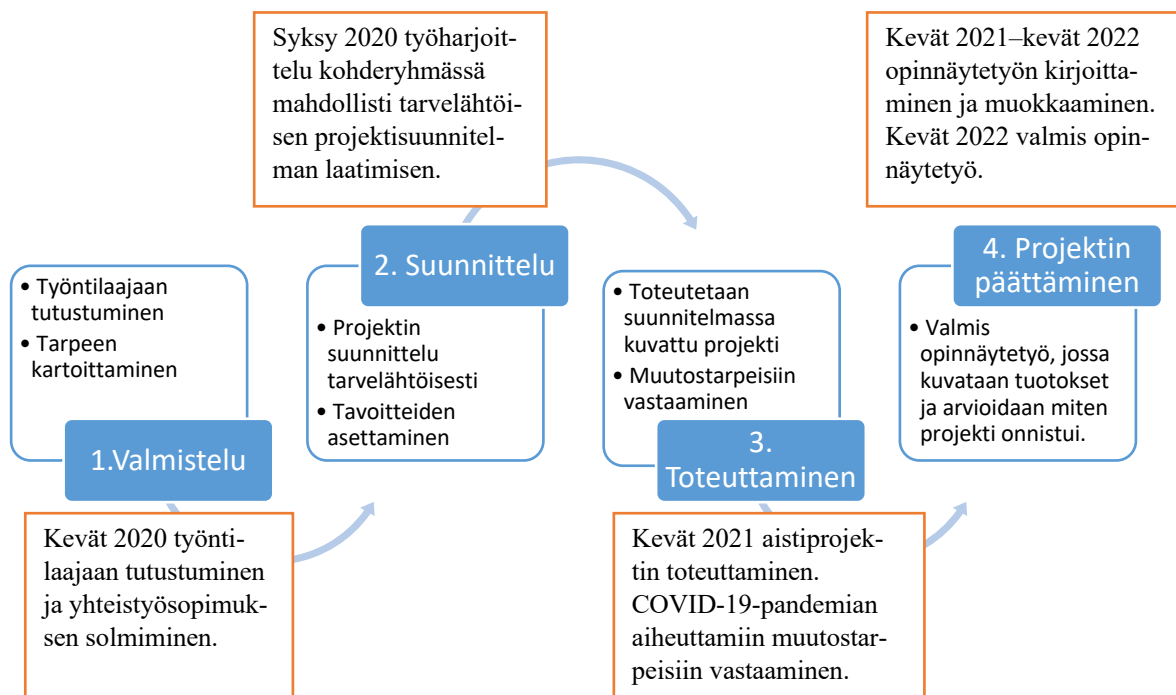 Syksy 2020 työharjoit-
telu kohderyhmässä
mahdollisti tarvelähtöi-
sen projektisuunnitel-
man laatimisen.
Kevät 2021–kevät 2022
opinnäytetyön kirjoitta-
minen ja muokkaaminen.
Kevät 2022 valmis opin-
näytetyö.
• Työntilaajaan
tutustuminen
• Tarpeen
kartoittaminen
1.Valmistelu
Kevät 2020 työnti-
laajaan tutustuminen
ja yhteistyösopimuk-
sen solmiminen.
2. Suunnittelu
• Projektin
suunnittelu
tarvelähtöisesti
• Tavoitteiden
asettaminen
• Toteutetaan
suunnitelmassa
kuvattu projekti
• Muutostarpeisiin
vastaaminen
3.
Toteuttaminen
Kevät 2021 aistiprojek-
tin toteuttaminen.
COVID-19-pandemian
aiheuttamiin muutostar-
peisiin vastaaminen.
4. Projektin
päättäminen
• Valmis
opinnäytetyö, jossa
kuvataan tuotokset
ja arvioidaan miten
projekti onnistui.